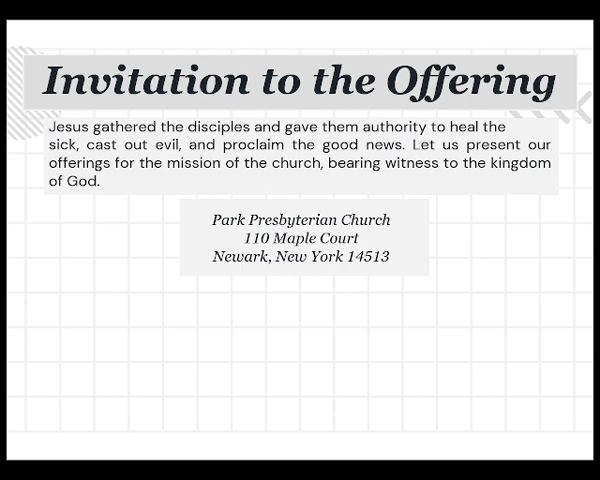 Invitation to the Offering
Jesus gathered the disciples and gave them authority to heal the
sick, cast out evil, and proclaim the good news. Let us present our
offerings for the mission of the church, bearing witness to the kingdom
of God.
Park Presbyterian Church
110 Maple Court
Newark, New York 14513